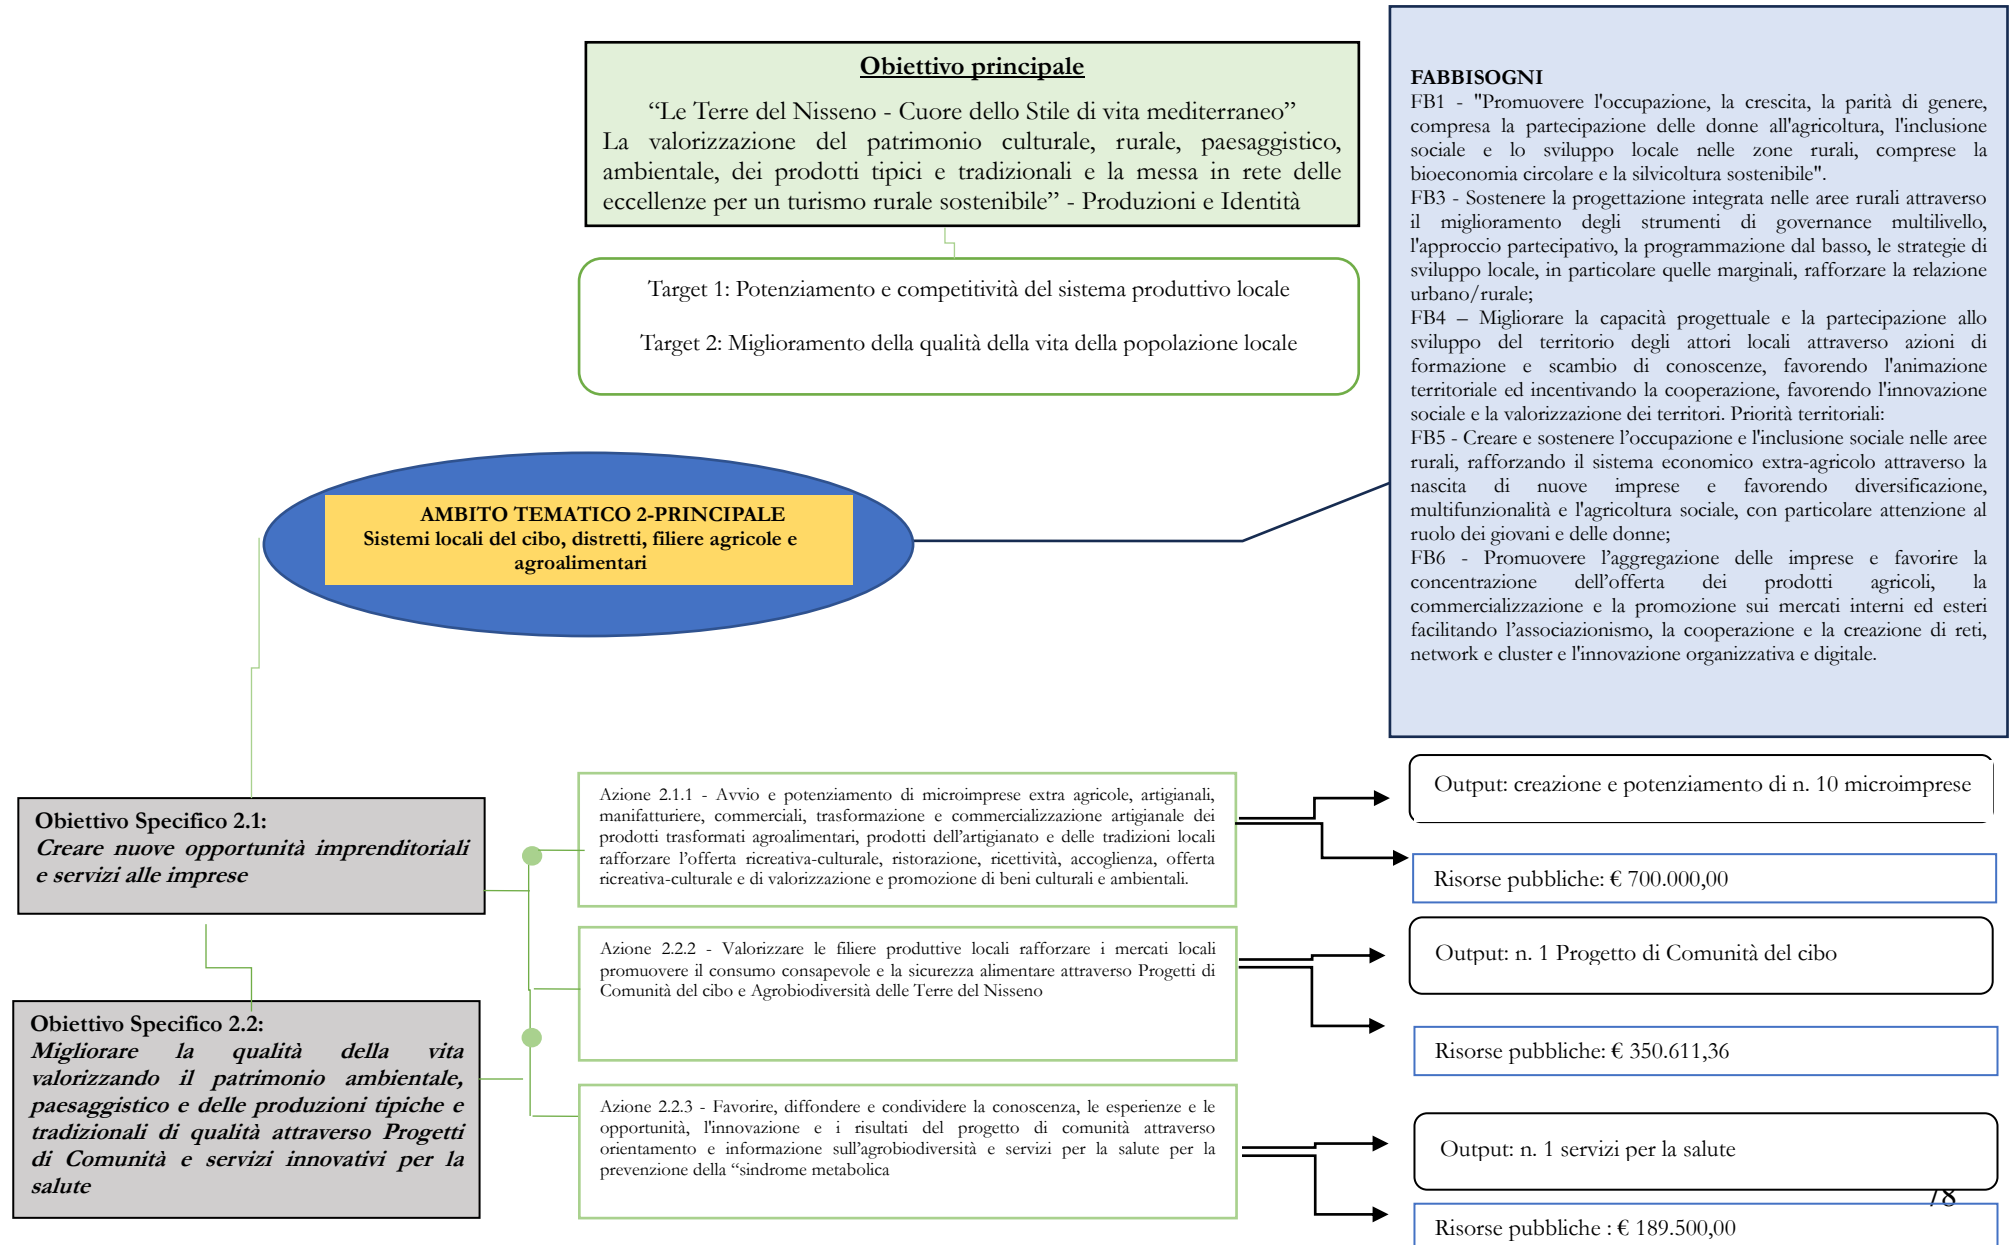 Obiettivo principale
“Le Terre del Nisseno - Cuore dello Stile di vita mediterraneo”
La valorizzazione del patrimonio culturale, rurale, paesaggistico,
ambientale, dei prodotti tipici e tradizionali e la messa in rete delle
eccellenze per un turismo rurale sostenibile” - Produzioni e Identità
Target 1: Potenziamento e competitività del sistema produttivo locale
Target 2: Miglioramento della qualità della vita della popolazione locale
FABBISOGNI
FB1 - "Promuovere l'occupazione, la crescita, la parità di genere,
compresa la partecipazione delle donne all'agricoltura, l'inclusione
sociale e lo sviluppo locale nelle zone rurali, comprese la
bioeconomia circolare e la silvicoltura sostenibile".
FB3 - Sostenere la progettazione integrata nelle aree rurali attraverso
il miglioramento degli strumenti di governance multilivello,
l'approccio partecipativo, la programmazione dal basso, le strategie di
sviluppo locale, in particolare quelle marginali, rafforzare la relazione
urbano/rurale;
FB4 – Migliorare la capacità progettuale e la partecipazione allo
sviluppo del territorio degli attori locali attraverso azioni di
formazione e scambio di conoscenze, favorendo l'animazione
territoriale ed incentivando la cooperazione, favorendo l'innovazione
sociale e la valorizzazione dei territori. Priorità territoriali:
FB5 - Creare e sostenere l’occupazione e l'inclusione sociale nelle aree
rurali, rafforzando il sistema economico extra-agricolo attraverso la
nascita di nuove imprese e favorendo diversificazione,
multifunzionalità e l'agricoltura sociale, con particolare attenzione al
ruolo dei giovani e delle donne;
FB6 - Promuovere l’aggregazione delle imprese e favorire la
concentrazione dell’offerta dei prodotti agricoli, la
commercializzazione e la promozione sui mercati interni ed esteri
facilitando l’associazionismo, la cooperazione e la creazione di reti,
network e cluster e l'innovazione organizzativa e digitale.
AMBITO TEMATICO 2-PRINCIPALE
Sistemi locali del cibo, distretti, filiere agricole e
agroalimentari
Obiettivo Specifico 2.1:
Creare nuove opportunità imprenditoriali
e servizi alle imprese
Azione 2.1.1 - Avvio e potenziamento di microimprese extra agricole, artigianali,
manifatturiere, commerciali, trasformazione e commercializzazione artigianale dei
prodotti trasformati agroalimentari, prodotti dell’artigianato e delle tradizioni locali
rafforzare l’offerta ricreativa-culturale, ristorazione, ricettività, accoglienza, offerta
ricreativa-culturale e di valorizzazione e promozione di beni culturali e ambientali.
Output: creazione e potenziamento di n. 10 microimprese
Risorse pubbliche: € 700.000,00
Azione 2.2.2 - Valorizzare le filiere produttive locali rafforzare i mercati locali
promuovere il consumo consapevole e la sicurezza alimentare attraverso Progetti di
Comunità del cibo e Agrobiodiversità delle Terre del Nisseno
Output: n. 1 Progetto di Comunità del cibo
Risorse pubbliche: € 350.611,36
Obiettivo Specifico 2.2:
Migliorare la qualità della vita
valorizzando il patrimonio ambientale,
paesaggistico e delle produzioni tipiche e
tradizionali di qualità attraverso Progetti
di Comunità e servizi innovativi per la
salute
Azione 2.2.3 - Favorire, diffondere e condividere la conoscenza, le esperienze e le
opportunità, l'innovazione e i risultati del progetto di comunità attraverso
orientamento e informazione sull’agrobiodiversità e servizi per la salute per la
prevenzione della “sindrome metabolica
Output: n. 1 servizi per la salute
78
Risorse pubbliche : € 189.500,00